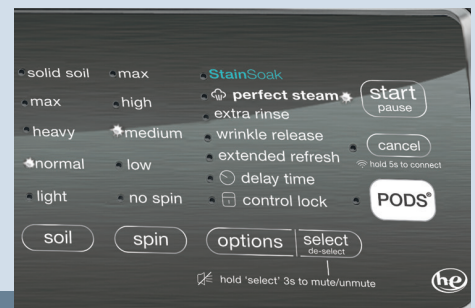 solid soil
max
heavy
normal
light
soil
max
high
medium
low
no spin
spin
StainSoak
perfect steam
extra rinse
wrinkle release
extended refresh
delay time
control lock
options
select
de-select
hold 'select' 3s to mute/unmute
start
pause
cancel
hold 5s to connect
PODS®
he